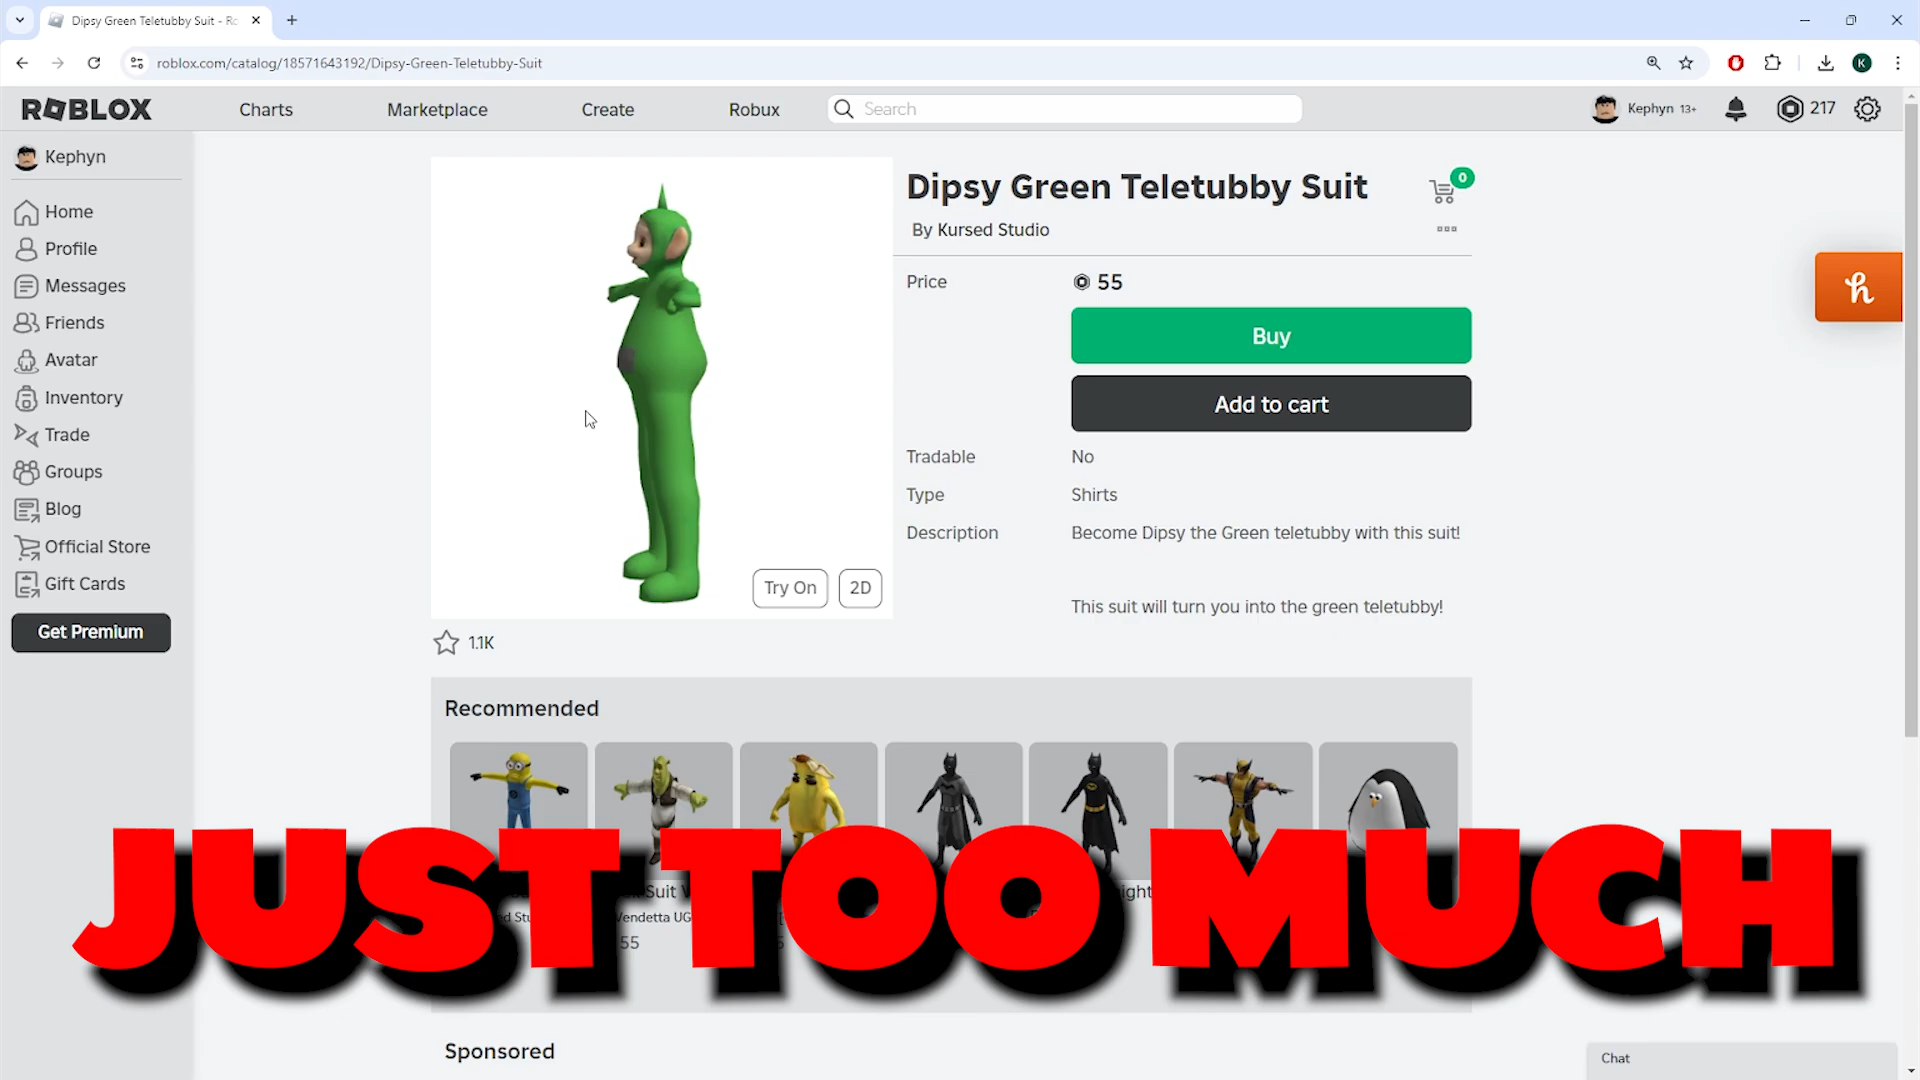 Dipsy Green Teletubby Suit - Ro
roblox.com/catalog/18571643192/Dipsy-Green-Teletubby-Suit
K
ROBLOX
Charts
Marketplace
Create
Robux
Search
Kephyn 13+
217
Kephyn
Home
Profile
Messages
Friends
Avatar
Inventory
Trade
Groups
Blog
Official Store
Gift Cards
Get Premium
Try On
2D
1.1K
Dipsy Green Teletubby Suit
0
By Kursed Studio
Price
55
Buy
Add to cart
Tradable
No
Type
Shirts
Description
Become Dipsy the Green teletubby with this suit!
This suit will turn you into the green teletubby!
h
Recommended
Suit
Vendetta UG
55
JUST TOO MUCH
Sponsored
Chat